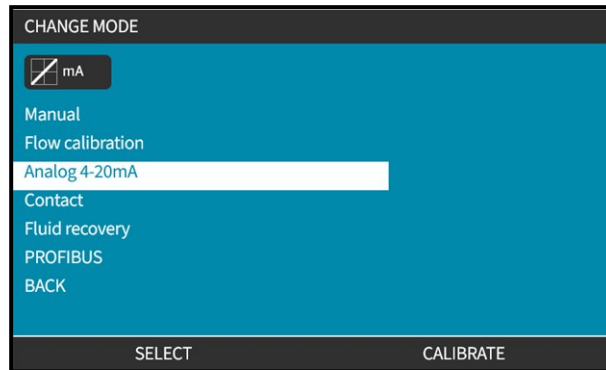 CHANGE MODE
mA
Manual
Flow calibration
Analog 4-20mA
Contact
Fluid recovery
PROFIBUS
BACK
SELECT CALIBRATE